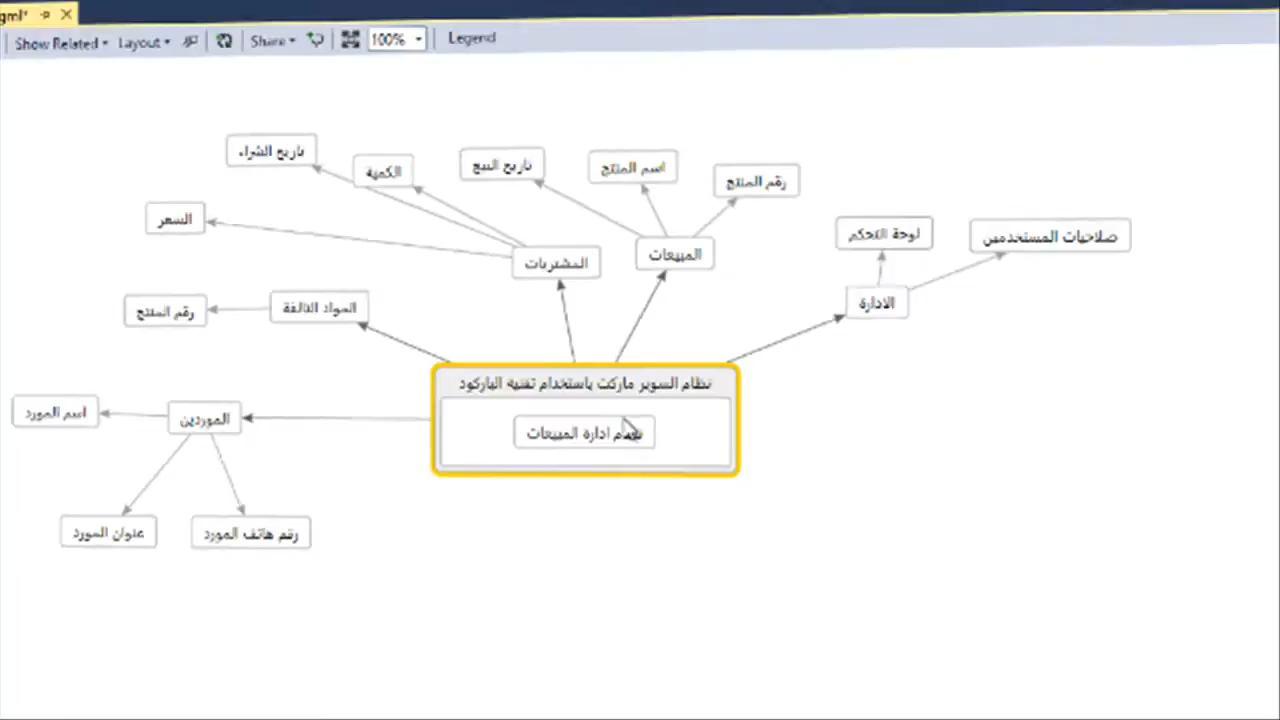 gml*
Show Related Layout Share 100% Legend
تاريخ الشراء
الكمية
تاريخ البيع
اسم المنتج
رقم المنتج
السعر
المشتريات
المبيعات
لوحة التحكم
صلاحيات المستخدمين
الادارة
رقم المنتج
المواد التالفة
نظام السوبر ماركت باستخدام تقنية الباركود
نظام ادارة المبيعات
اسم المورد
الموردين
عنوان المورد
رقم هاتف المورد